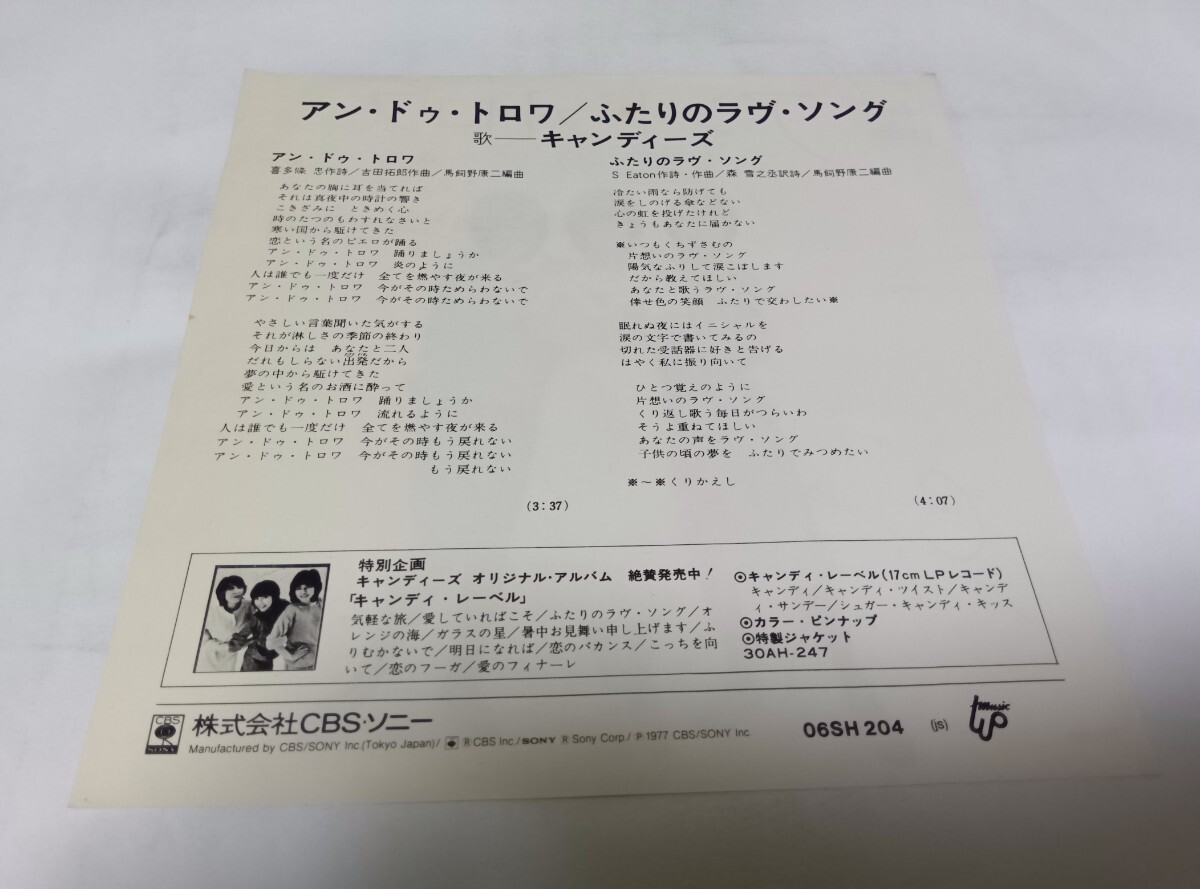 アン・ドゥ・トロワ/ふたりのラヴ・ソング
歌──キャンディーズ
アン・ドゥ・トロワ
喜多條 忠作詩/吉田拓郎作曲/馬飼野康二編曲
あなたの胸に耳を当てれば
それは真夜中の時計の響き
こきざみに ときめく心
時のたつのもわすれなさいと
寒い国から駈けてきた
恋という名のピエロが踊る
アン・ドゥ・トロワ 踊りましょうか
アン・ドゥ・トロワ 炎のように
人は誰でも一度だけ 全てを燃やす夜が来る
アン・ドゥ・トロワ 今がその時ためらわないで
アン・ドゥ・トロワ 今がその時ためらわないで
やさしい言葉聞いた気がする
それが淋しさの季節の終わり
今日からは あなたと二人
だれもしらない出発だから
夢の中から駈けてきた
愛という名のお酒に酔って
アン・ドゥ・トロワ 踊りましょうか
アン・ドゥ・トロワ 流れるように
人は誰でも一度だけ 全てを燃やす夜が来る
アン・ドゥ・トロワ 今がその時もう戻れない
アン・ドゥ・トロワ 今がその時もう戻れない
もう戻れない
(3:37)
ふたりのラヴ・ソング
S Eaton作詩・作曲/森 雪之丞訳詩/馬飼野康二編曲
冷たい雨なら防げても
涙をしのげる傘などない
心の虹を投げたけれど
きょうもあなたに届かない
※いつもくちずさむの
片想いのラヴ・ソング
陽気なふりして涙こぼします
だから教えてほしい
あなたと歌うラヴ・ソング
倖せ色の笑顔 ふたりで交わしたい※
眠れぬ夜にはイニシャルを
涙の文字で書いてみるの
切れた受話器に好きと告げる
はやく私に振り向いて
ひとつ覚えのように
片想いのラヴ・ソング
くり返し歌う毎日がつらいわ
そうよ重ねてほしい
あなたの声をラヴ・ソング
子供の頃の夢を ふたりでみつめたい
※〜※くりかえし
(4:07)
特別企画
キャンディーズ オリジナル・アルバム 絶賛発売中!
「キャンディ・レーベル」
気軽な旅/愛していればこそ/ふたりのラヴ・ソング/オ
レンジの海/ガラスの星/暑中お見舞い申し上げます/ふ
りむかないで/明日になれば/恋のバカンス/こっちを向
いて/恋のフーガ/愛のフィナーレ
◎キャンディ・レーベル(17cm LPレコード)
キャンディ/キャンディ・ツイスト/キャンデ
ィ・サンデー/シュガー・キャンディ・キッス
◎カラー・ピンナップ
◎特製ジャケット
30AH-247
CBS
SONY
株式会社CBS・ソニー
Manufactured by CBS/SONY Inc.(Tokyo Japan)/ ® CBS Inc./SONY ® Sony Corp./ ℗ 1977 CBS/SONY Inc.
06SH 204 (js)